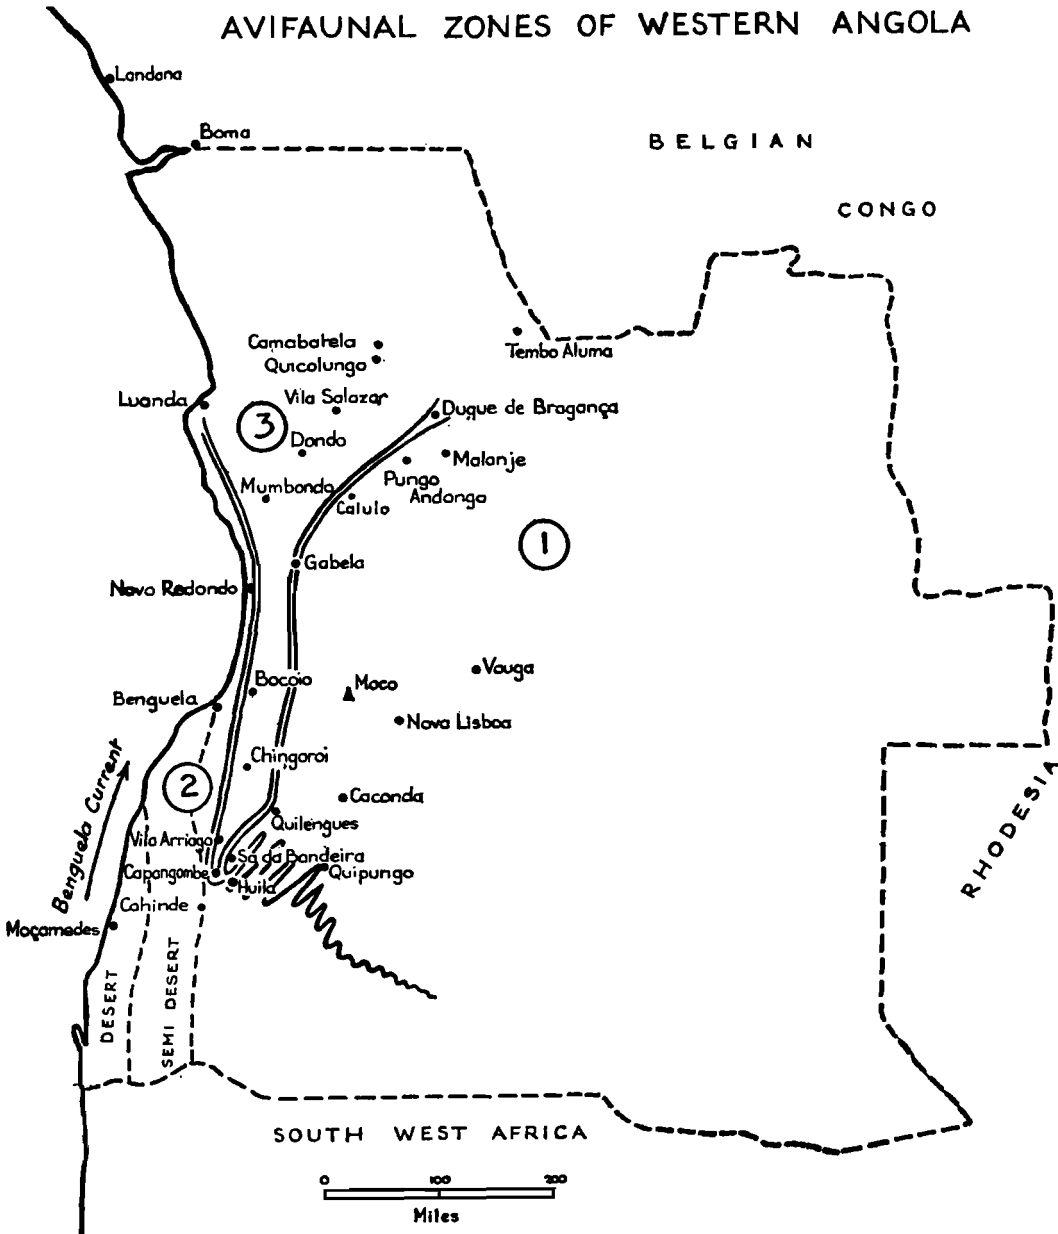 AVIFAUNAL ZONES OF WESTERN ANGOLA
Landana
Boma
BELGIAN
CONGO
Camabatela
Quicolungo
Tembo Aluma
Luanda
Vila Salazar
Duque de Bragança
3
Dondo
Malanje
Pungo
Andonga
Mumbondo
Calulo
1
Gabela
Novo Redondo
Vouga
Bocoio
Moco
Benguela
Nova Lisboa
Chingoroi
2
Caconda
Benguela Current
Quilengues
RHODESIA
Vila Arriaga
Sá da Bandeira
Capangombe
Quipungo
Huila
Cahinde
Moçamedes
DESERT
SEMI DESERT
SOUTH WEST AFRICA
0 100 200
Miles